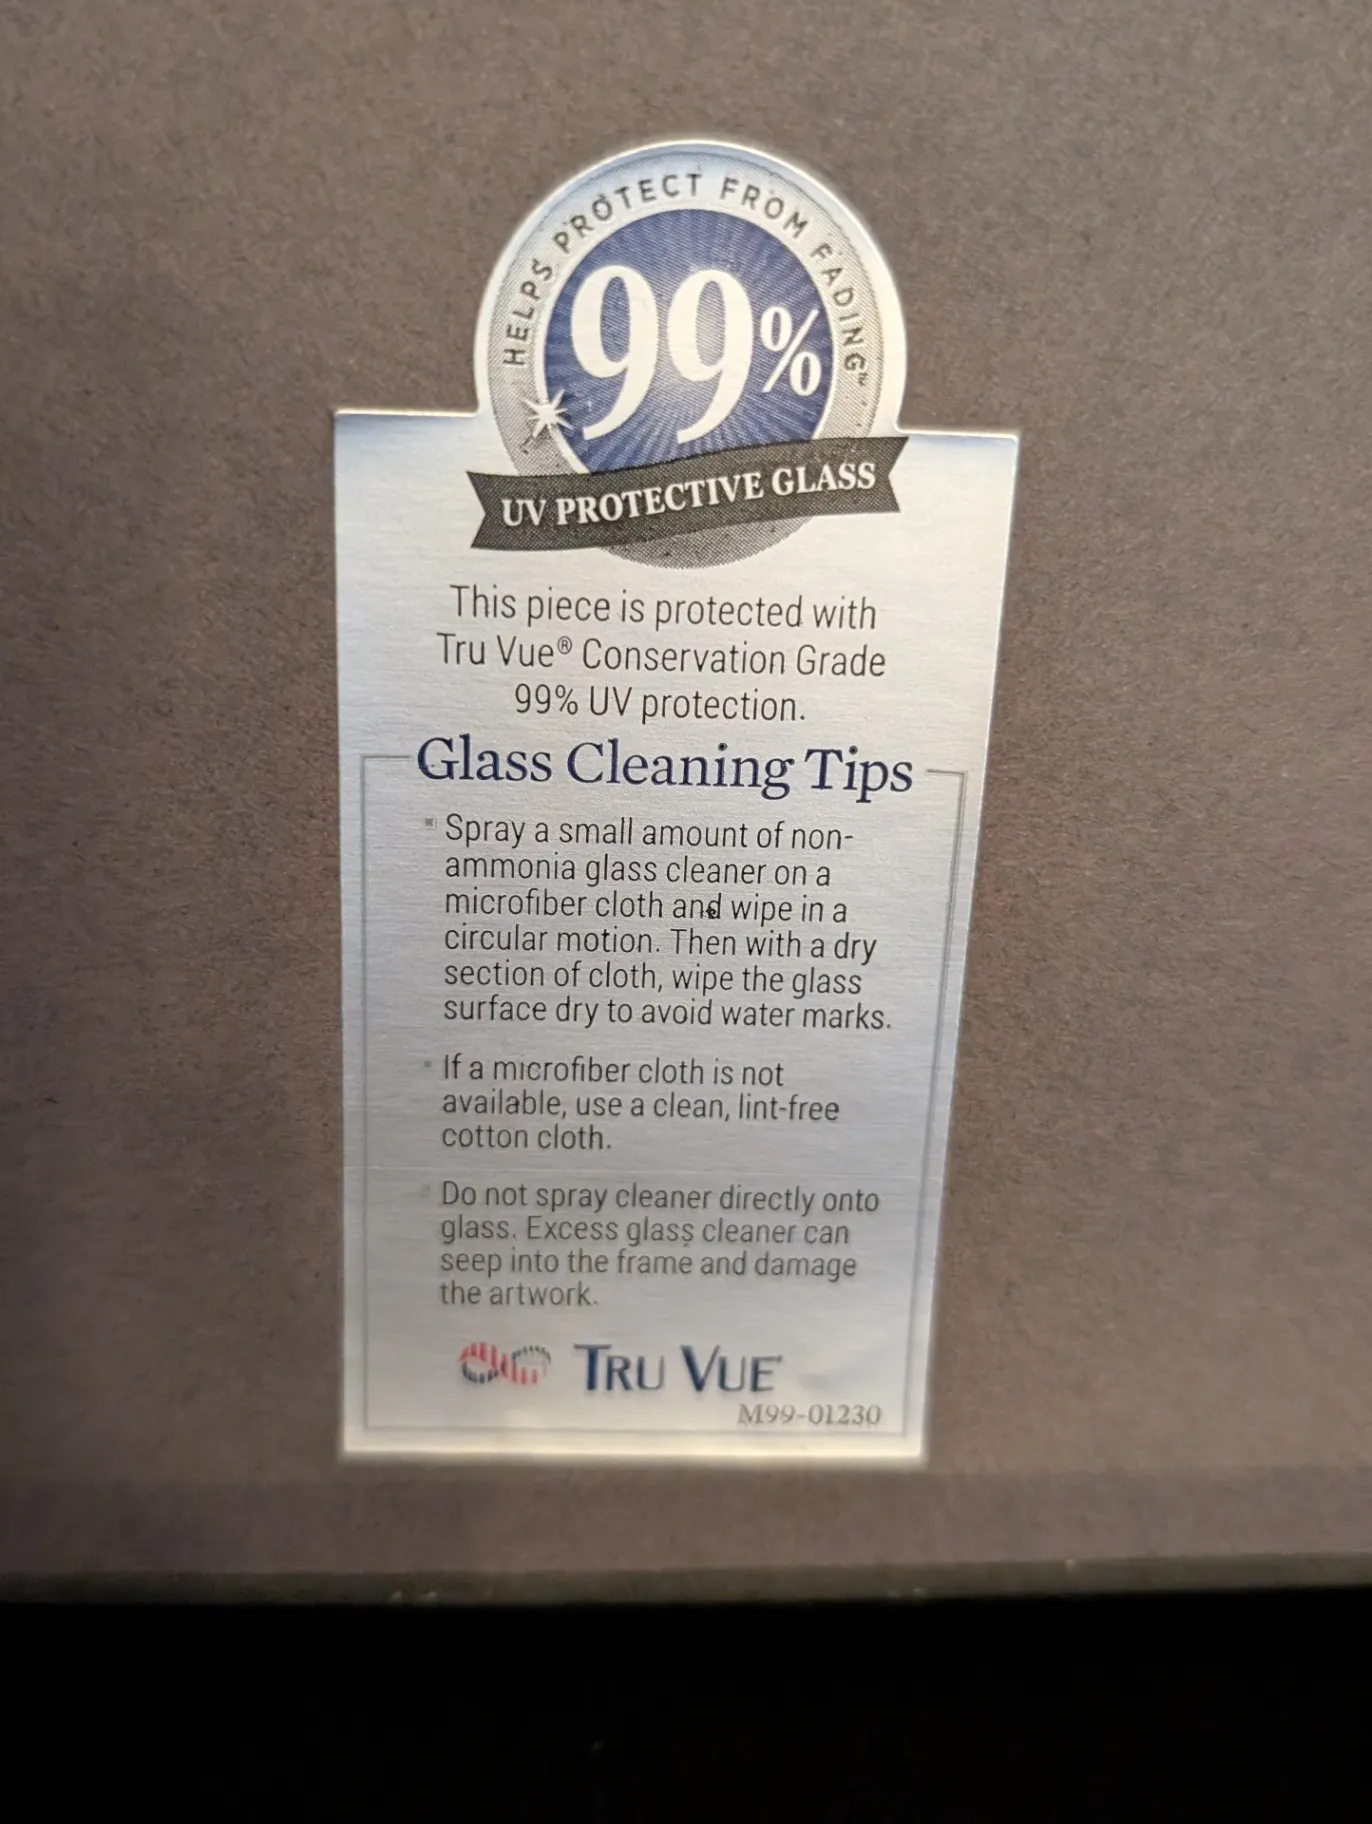 HELPS PROTECT FROM FADING™
99%
UV PROTECTIVE GLASS
This piece is protected with
Tru Vue® Conservation Grade
99% UV protection.
Glass Cleaning Tips
▪ Spray a small amount of non-
ammonia glass cleaner on a
microfiber cloth and wipe in a
circular motion. Then with a dry
section of cloth, wipe the glass
surface dry to avoid water marks.
▪ If a microfiber cloth is not
available, use a clean, lint-free
cotton cloth.
▪ Do not spray cleaner directly onto
glass. Excess glass cleaner can
seep into the frame and damage
the artwork.
TRU VUE®
M99-01230